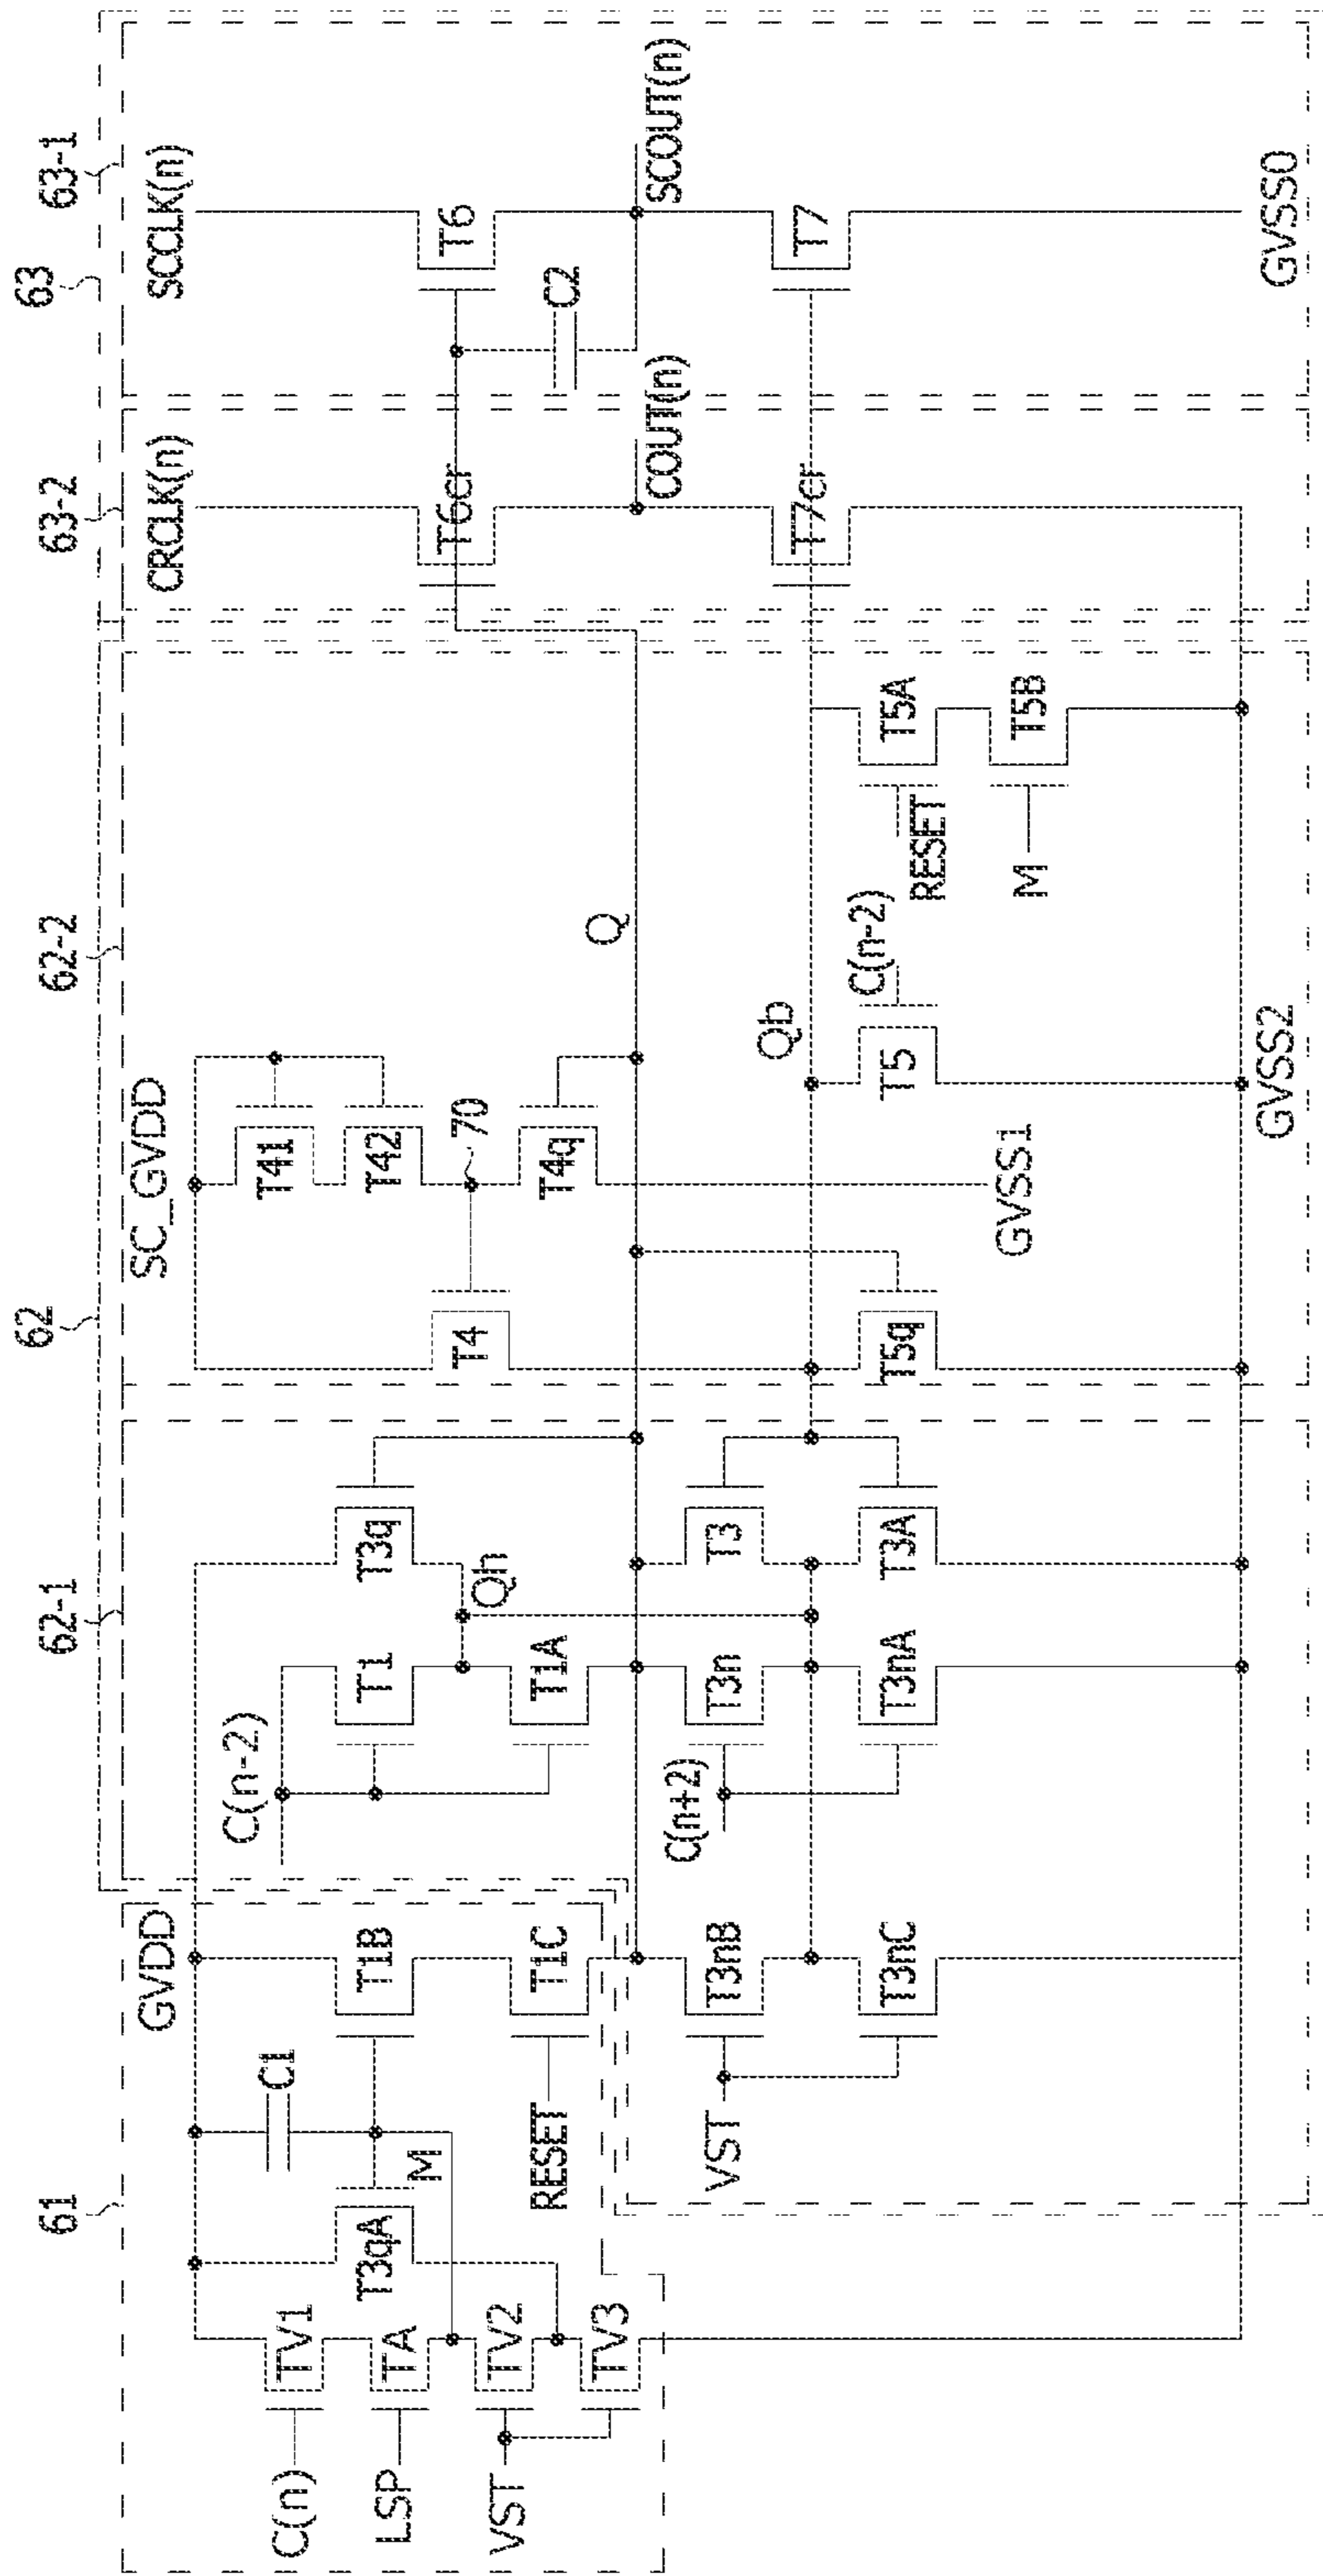 61
62
62-1
62-2
63
63-2
63-1
GVDD
C(n-2)
SC_GVDD
CRCLK(n)
SCCLK(n)
C(n)
TV1
C1
T1B
T1
T3q
T41
LSP
TA
T3qA
M
Qh
T4
T42
70
T6cr
T6
VST
TV2
RESET
T1C
T1A
T4q
C2
TV3
Q
COUT(n)
SCOUT(n)
C(n+2)
VST
T3nB
T3n
T3
Qb
T3nC
T3nA
T3A
T5q
T5
C(n-2)
RESET
T5A
T7cr
T7
GVSS1
M
T5B
GVSS2
GVSS0